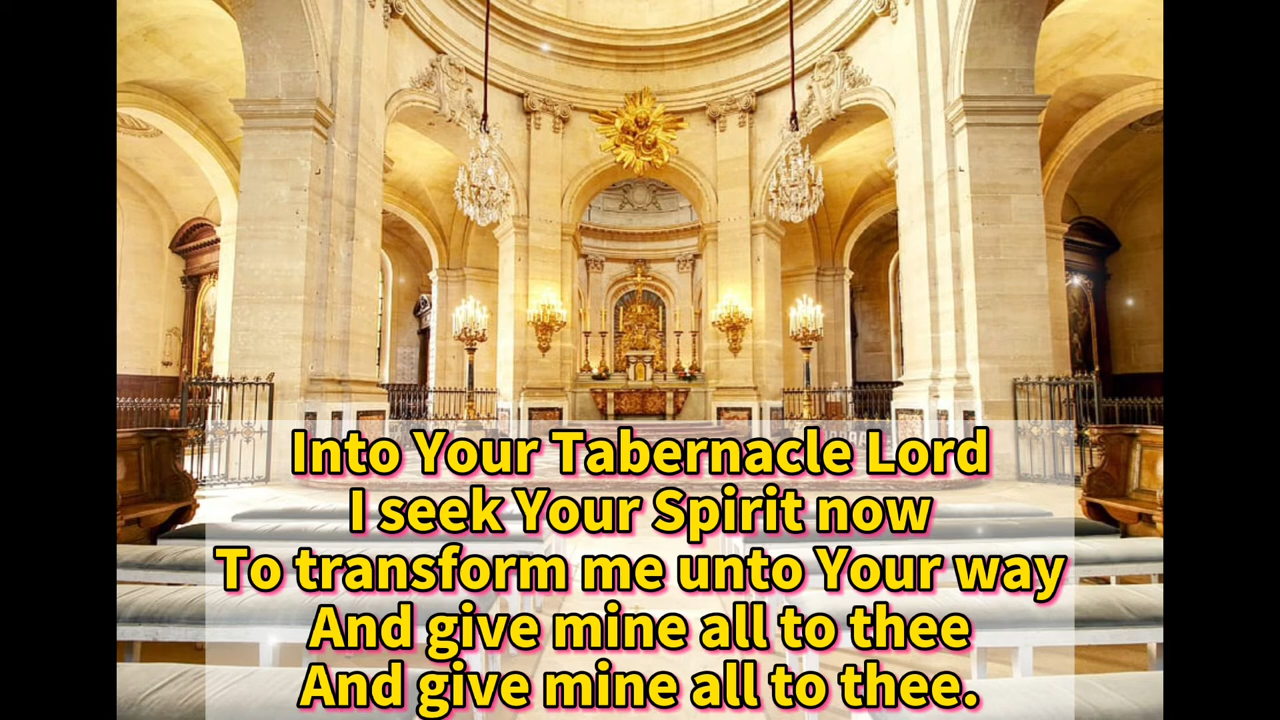 Into Your Tabernacle Lord
I seek Your Spirit now
To transform me unto Your way
And give mine all to thee
And give mine all to thee.